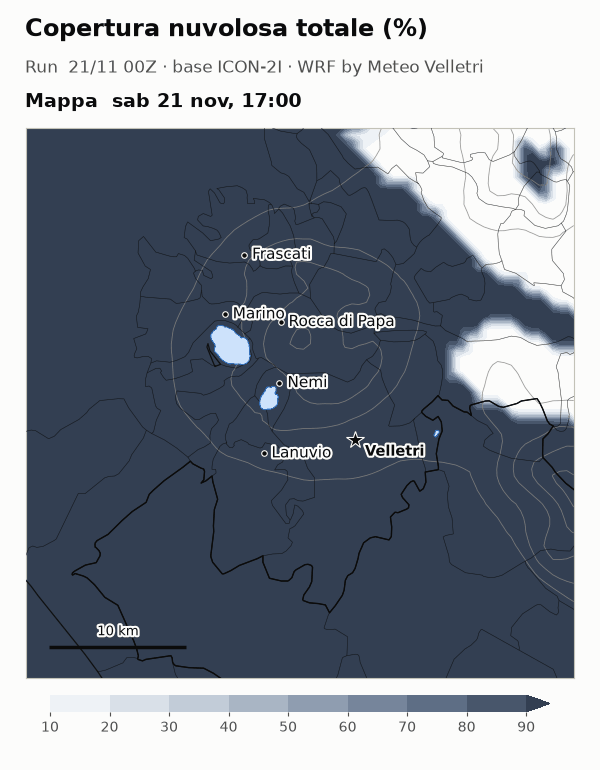 Copertura nuvolosa totale (%)
Run  21/11 00Z · base ICON-2I · WRF by Meteo Velletri
Mappa  sab 21 nov, 17:00
Frascati
Marino
Rocca di Papa
Nemi
Velletri
Lanuvio
10 km
10 20 30 40 50 60 70 80 90